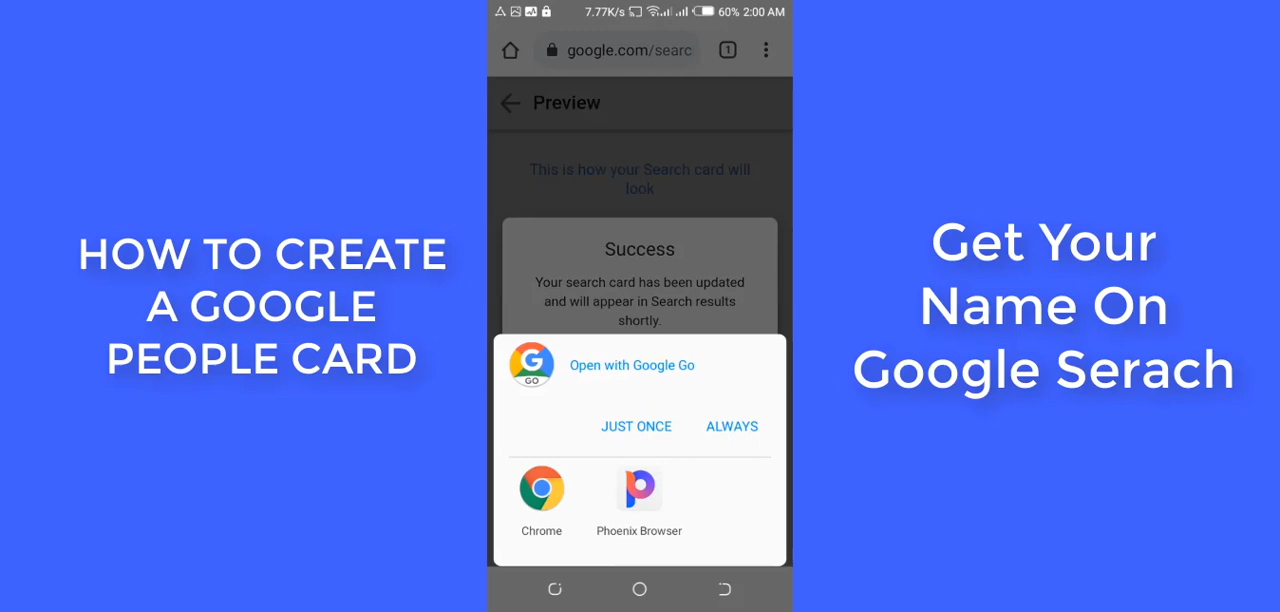 7.77K/s 60% 2:00 AM
google.com/searc 1
Preview
This is how your Search card will
look
Success
Your search card has been updated
and will appear in Search results
shortly.
G
GO
Open with Google Go
JUST ONCE ALWAYS
Chrome Phoenix Browser
HOW TO CREATE
A GOOGLE
PEOPLE CARD
Get Your
Name On
Google Serach